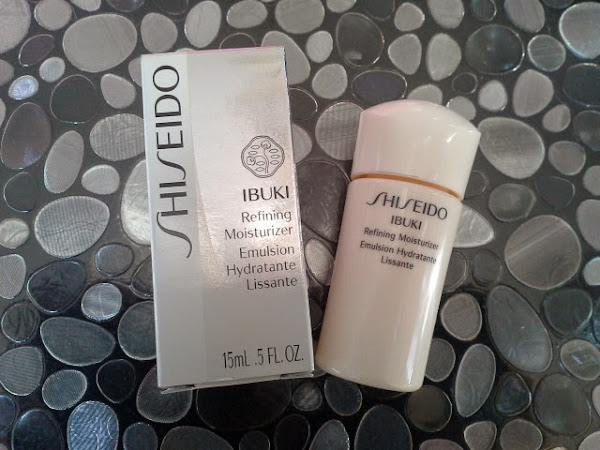 SHISEIDO
IBUKI
Refining
Moisturizer
Emulsion
Hydratante
Lissante
15mL .5 FL.OZ.
SHISEIDO
IBUKI
Refining Moisturizer
Emulsion Hydratante
Lissante